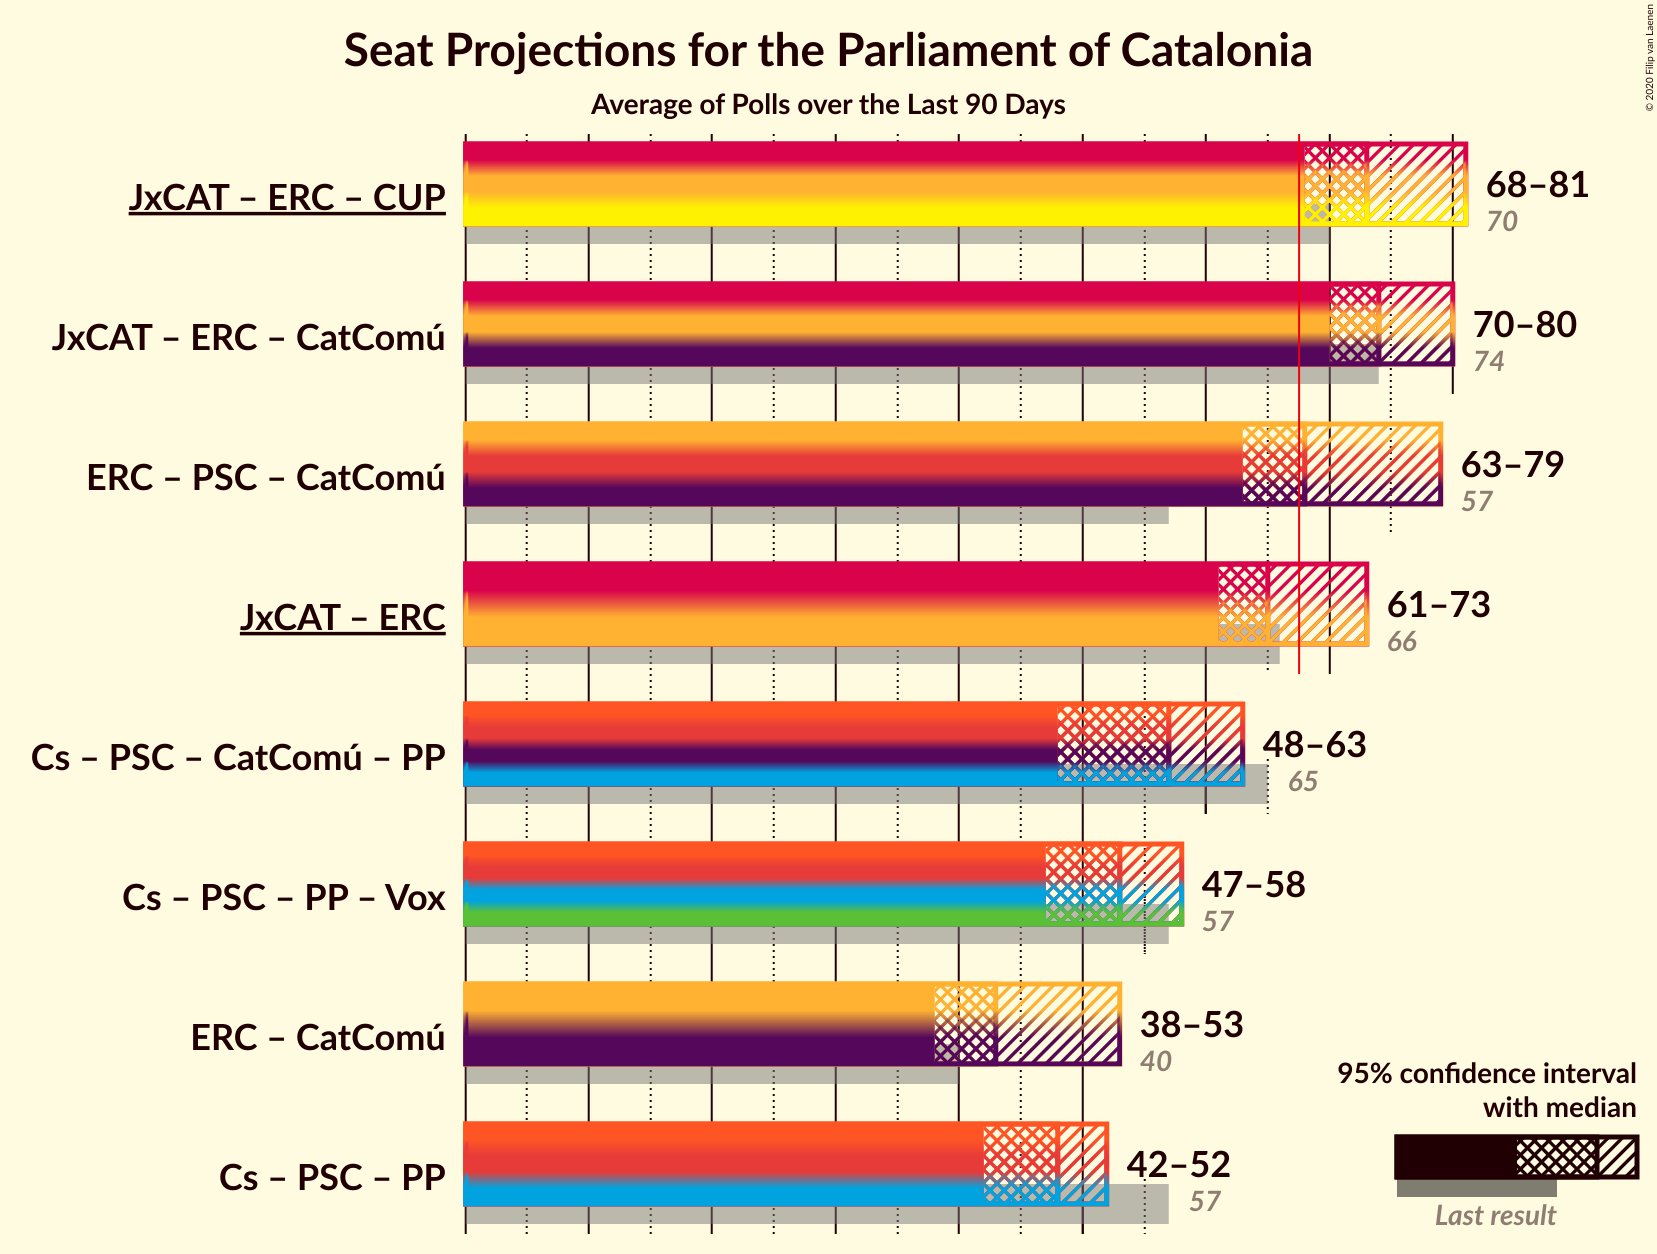 Seat Projections for the Parliament of Catalonia
Average of Polls over the Last 90 Days
© 2020 Filip van Laenen
JxCAT – ERC – CUP
68–81
70
JxCAT – ERC – CatComú
70–80
74
ERC – PSC – CatComú
63–79
57
JxCAT – ERC
61–73
66
Cs – PSC – CatComú – PP
48–63
65
Cs – PSC – PP – Vox
47–58
57
ERC – CatComú
38–53
40
Cs – PSC – PP
42–52
57
95% confidence interval
with median
Last result